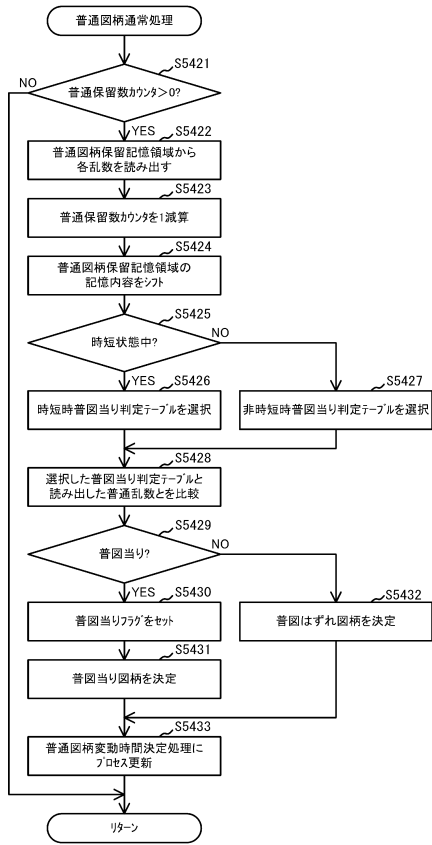 普通図柄通常処理
S5421
NO
普通保留数ｶｳﾝﾀ＞0?
YES
S5422
普通図柄保留記憶領域から
各乱数を読み出す
S5423
普通保留数ｶｳﾝﾀを1減算
S5424
普通図柄保留記憶領域の
記憶内容をｼﾌﾄ
S5425
時短状態中?
NO
YES
S5426
S5427
時短時普図当り判定ﾃｰﾌﾞﾙを選択
非時短時普図当り判定ﾃｰﾌﾞﾙを選択
S5428
選択した普図当り判定ﾃｰﾌﾞﾙと
読み出した普通乱数とを比較
S5429
普図当り?
NO
YES
S5430
S5432
普図当りﾌﾗｸﾞをｾｯﾄ
普図はずれ図柄を決定
S5431
普図当り図柄を決定
S5433
普通図柄変動時間決定処理に
ﾌﾟﾛｾｽ更新
ﾘﾀｰﾝ